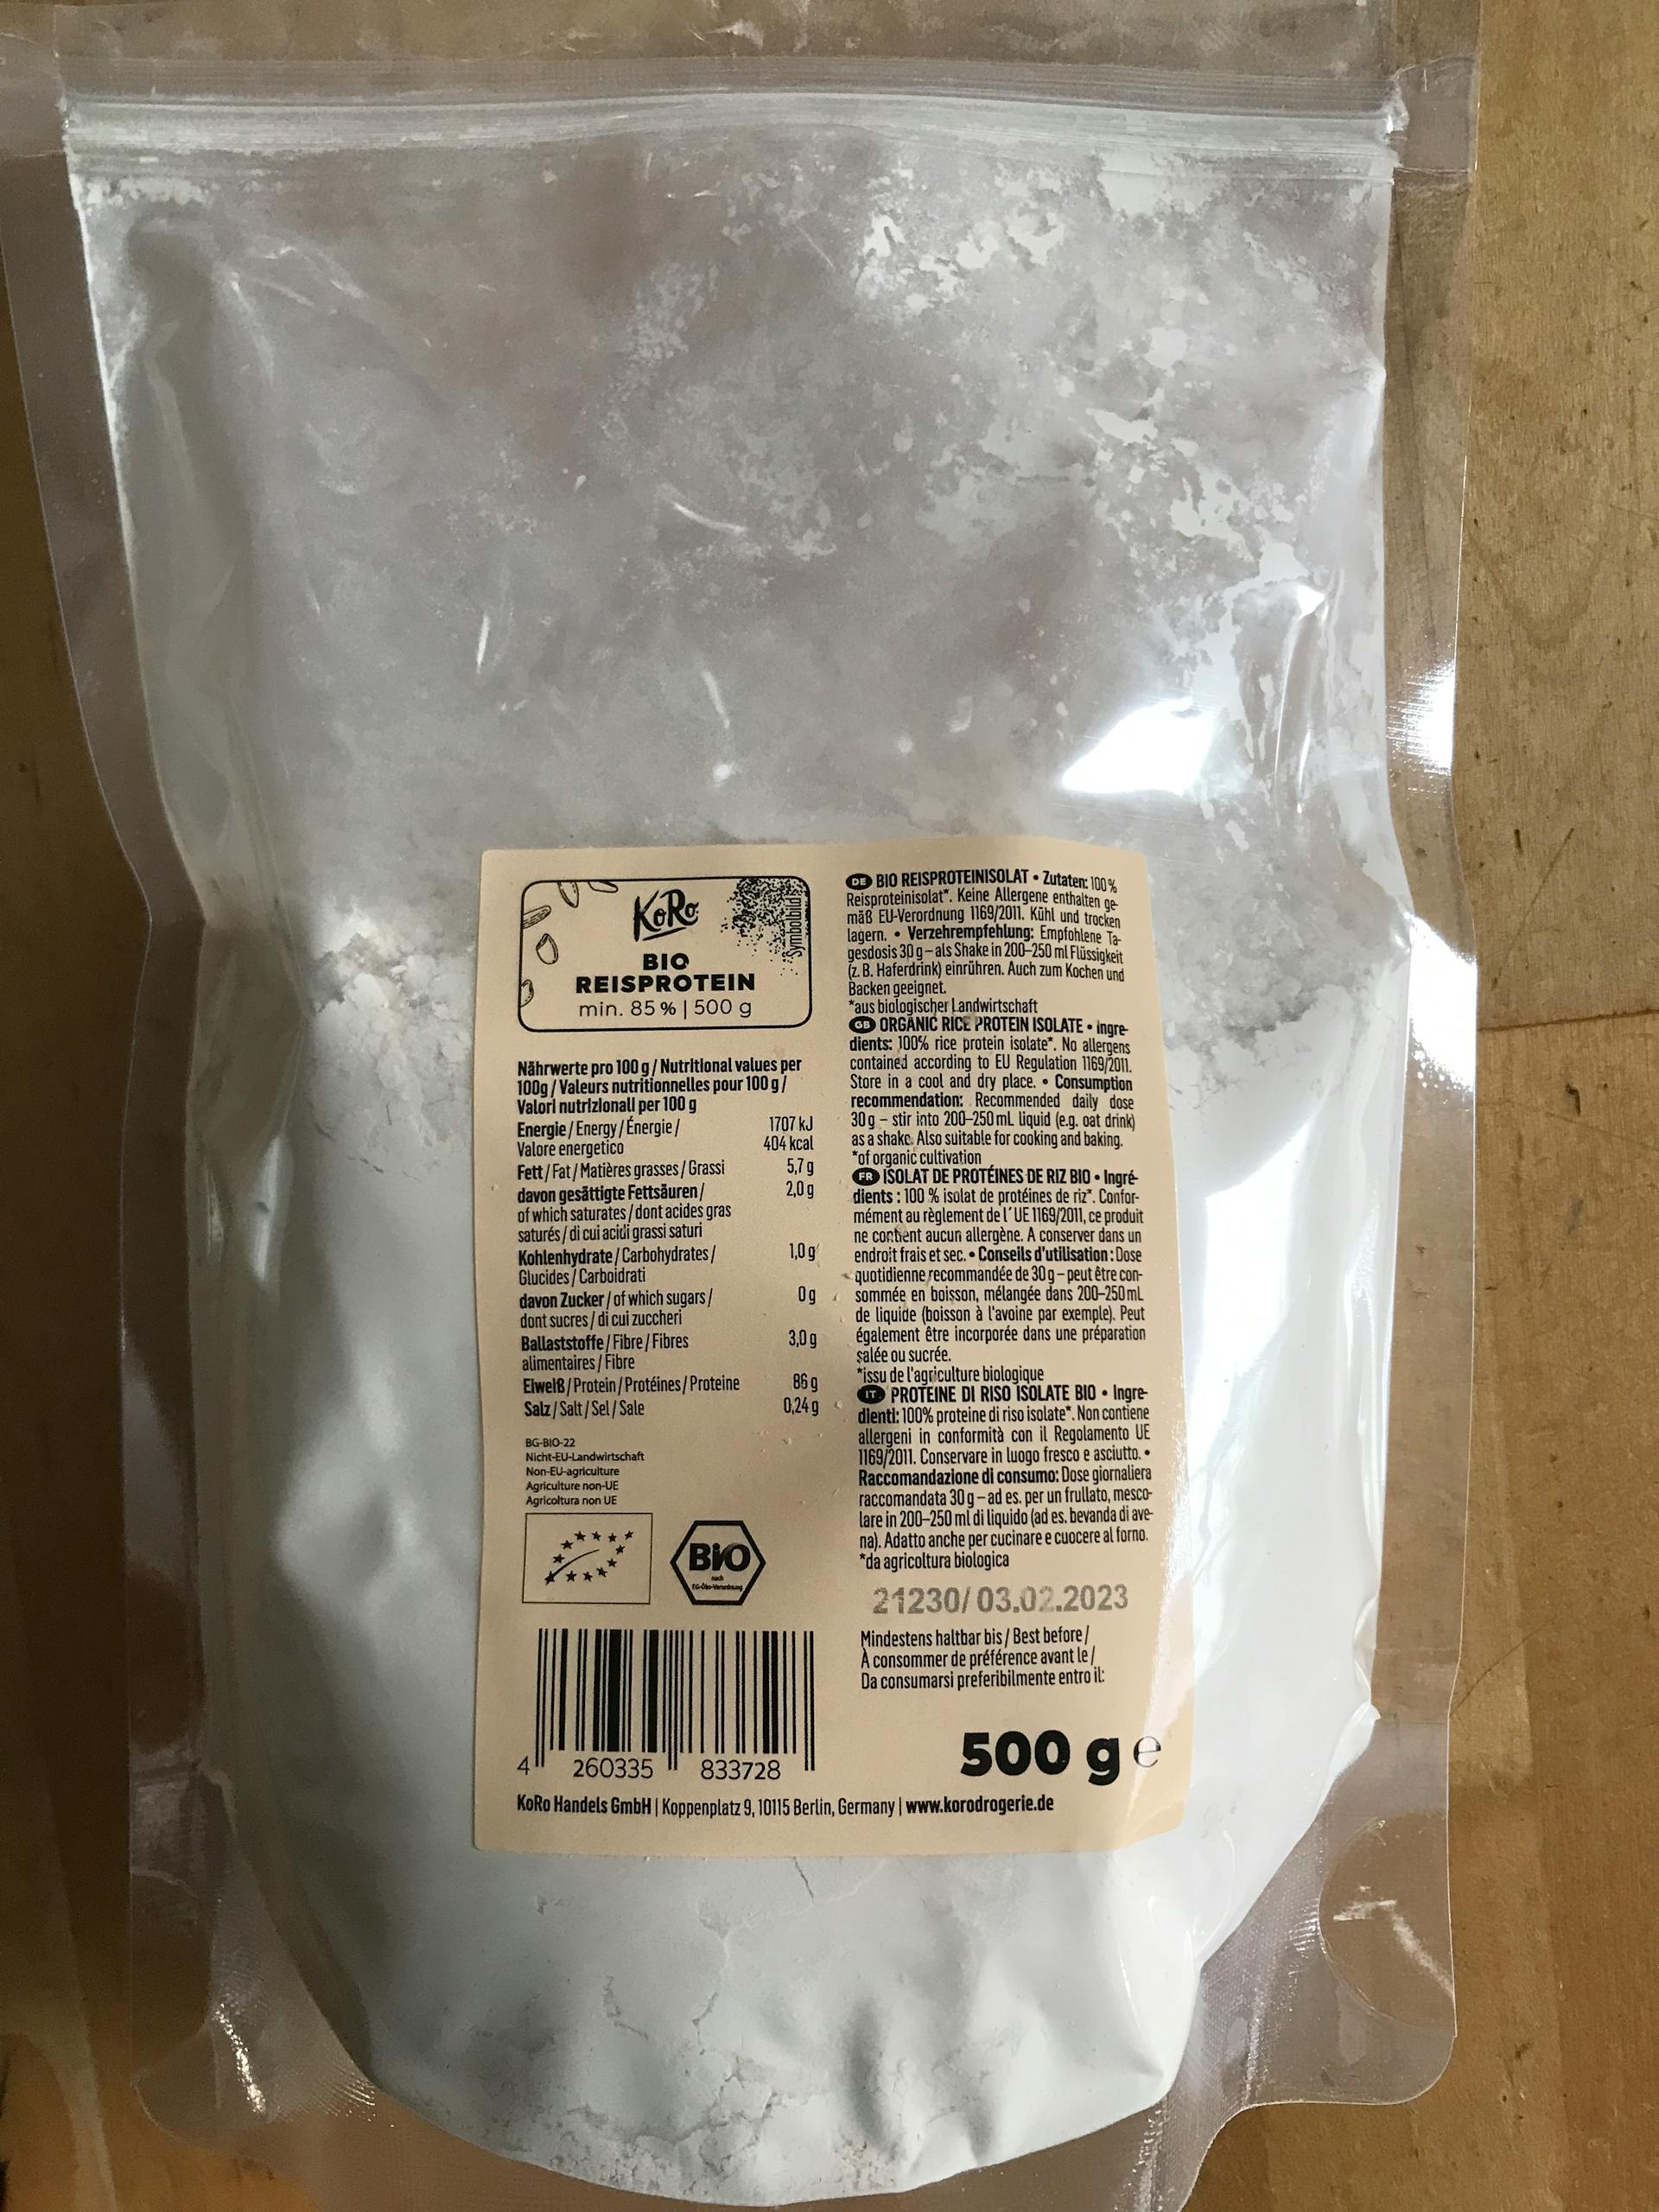 KoRo
Symbolbild
BIO
REISPROTEIN
min. 85 % | 500 g
Nährwerte pro 100 g / Nutritional values per
100g / Valeurs nutritionnelles pour 100 g /
Valori nutrizionali per 100 g
Energie / Energy / Énergie / 1707 kJ
Valore energetico 404 kcal
Fett / Fat / Matières grasses / Grassi 5,7 g
davon gesättigte Fettsäuren / 2,0 g
of which saturates / dont acides gras
saturés / di cui acidi grassi saturi
Kohlenhydrate / Carbohydrates / 1,0 g
Glucides / Carboidrati
davon Zucker / of which sugars / 0 g
dont sucres / di cui zuccheri
Ballaststoffe / Fibre / Fibres 3,0 g
alimentaires / Fibre
Eiweiß / Protein / Protéines / Proteine 86 g
Salz / Salt / Sel / Sale 0,24 g
BG-BIO-22
Nicht-EU-Landwirtschaft
Non-EU-agriculture
Agriculture non-UE
Agricoltura non UE
Bio
nach
EG-Öko-Verordnung
4 260335 833728
DE BIO REISPROTEINISOLAT • Zutaten: 100 %
Reisproteinisolat*. Keine Allergene enthalten ge-
mäß EU-Verordnung 1169/2011. Kühl und trocken
lagern. • Verzehrempfehlung: Empfohlene Ta-
gesdosis 30 g – als Shake in 200–250 ml Flüssigkeit
(z. B. Haferdrink) einrühren. Auch zum Kochen und
Backen geeignet.
*aus biologischer Landwirtschaft
GB ORGANIC RICE PROTEIN ISOLATE • ingre-
dients: 100% rice protein isolate*. No allergens
contained according to EU Regulation 1169/2011.
Store in a cool and dry place. • Consumption
recommendation: Recommended daily dose
30 g – stir into 200–250 mL liquid (e.g. oat drink)
as a shake. Also suitable for cooking and baking.
*of organic cultivation
FR ISOLAT DE PROTÉINES DE RIZ BIO • Ingré-
dients : 100 % isolat de protéines de riz*. Confor-
mément au règlement de l´UE 1169/2011, ce produit
ne contient aucun allergène. A conserver dans un
endroit frais et sec. • Conseils d'utilisation : Dose
quotidienne recommandée de 30 g – peut être con-
sommée en boisson, mélangée dans 200–250 mL
de liquide (boisson à l'avoine par exemple). Peut
également être incorporée dans une préparation
salée ou sucrée.
*issu de l'agriculture biologique
IT PROTEINE DI RISO ISOLATE BIO • Ingre-
dienti: 100% proteine di riso isolate*. Non contiene
allergeni in conformità con il Regolamento UE
1169/2011. Conservare in luogo fresco e asciutto. •
Raccomandazione di consumo: Dose giornaliera
raccomandata 30 g – ad es. per un frullato, mesco-
lare in 200–250 ml di liquido (ad es. bevanda di ave-
na). Adatto anche per cucinare e cuocere al forno.
*da agricoltura biologica
21230/ 03.02.2023
Mindestens haltbar bis / Best before /
À consommer de préférence avant le /
Da consumarsi preferibilmente entro il:
500 g e
KoRo Handels GmbH | Koppenplatz 9, 10115 Berlin, Germany | www.korodrogerie.de